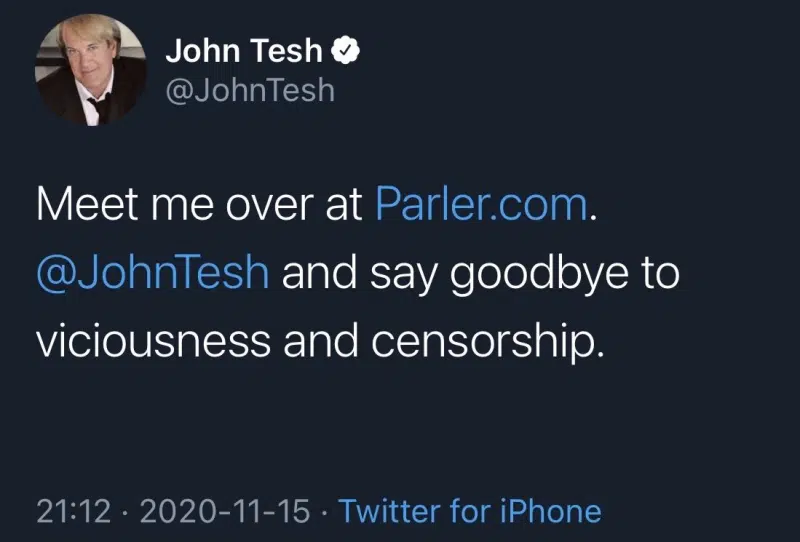 John Tesh
@JohnTesh
Meet me over at Parler.com.
@JohnTesh and say goodbye to
viciousness and censorship.
21:12 · 2020-11-15 · Twitter for iPhone